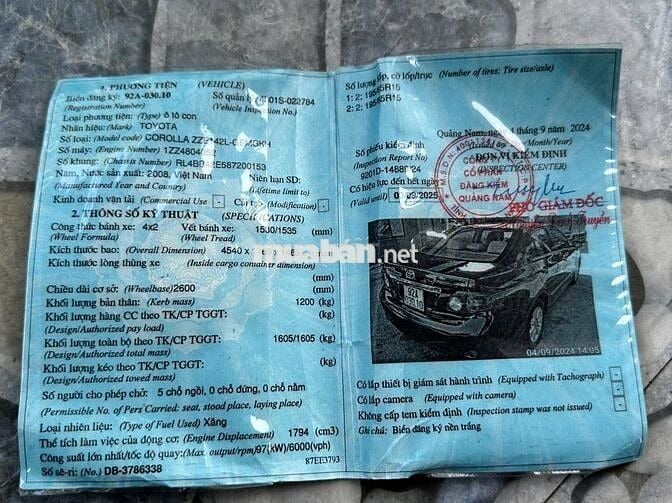 1. PHƯƠNG TIỆN (VEHICLE)
Biển đăng ký: 92A-030.10 Số quản lý: 01S-022784
(Registration Number) (Vehicle Inspection No.)
Loại phương tiện: (Type) ô tô con
Nhãn hiệu: (Mark) TOYOTA
Số loại: COROLLA
Số máy: (Engine Number) 1ZZ4804052
Số khung: (Chassis Number)
Năm, Nước sản xuất: 2008, Việt Nam Niên hạn SD:
(Manufactured Year and Country) (Lifetime limit to)
Kinh doanh vận tải (Commercial Use) - Cải tạo (Modification) -
2. THÔNG SỐ KỸ THUẬT (SPECIFICATIONS)
Công thức bánh xe: 4x2 Vết bánh xe: 1530/1535 (mm)
(Wheel Formula) (Wheel Tread)
Kích thước bao: (Overall Dimension) 4540 x (mm)
Kích thước lòng thùng xe (mm)
(Inside cargo container dimension)
Chiều dài cơ sở: (Wheelbase) 2600 (mm)
Khối lượng bản thân: (Kerb mass) 1200 (kg)
Khối lượng hàng CC theo TK/CP TGGT: (kg)
(Design/Authorized pay load)
Khối lượng toàn bộ theo TK/CP TGGT: 1605/1605 (kg)
(Design/Authorized total mass)
Khối lượng kéo theo TK/CP TGGT: (kg)
(Design/Authorized towed mass)
Số người cho phép chở: 5 chỗ ngồi, 0 chỗ đứng, 0 chỗ nằm
(Permissible No. of Pers Carried: seat, stood place, laying place)
Loại nhiên liệu: (Type of Fuel Used) Xăng
Thể tích làm việc của động cơ: (Engine Displacement) 1794 (cm3)
Công suất lớn nhất/tốc độ quay: (Max. output/rpm) 97(kW)/6000(vph)
Số sê-ri: (No.) DB-3786338 87EE3793
Số lượng lốp, cỡ lốp/trục (Number of tires; Tire size/axle)
1: 2; 195/65R15
2: 2; 195/65R15
Quảng Nam, ngày 4 tháng 9 năm 2024
Số phiếu kiểm định (Issued on: Day/Month/Year)
(Inspection Report No) ĐƠN VỊ KIỂM ĐỊNH
9201D- (INSPECTION CENTER)
Có hiệu lực đến hết ngày
(Valid until) 03/09/2025
M.S.D.N
CÔNG TY
CỔ PHẦN
ĐĂNG KIỂM
QUẢNG NAM
PHÓ GIÁM ĐỐC
muaban.net
92A
030.10
04/09/2024 14:05
Có lắp thiết bị giám sát hành trình (Equipped with Tachograph) -
Có lắp camera (Equipped with camera) -
Không cấp tem kiểm định (Inspection stamp was not issued) -
Ghi chú: Biển đăng ký nền trắng